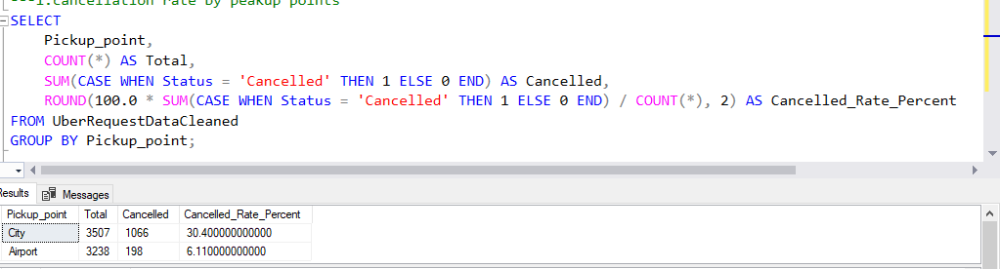 ---1.cancellation rate by peakup points
SELECT
Pickup_point,
COUNT(*) AS Total,
SUM(CASE WHEN Status = 'Cancelled' THEN 1 ELSE 0 END) AS Cancelled,
ROUND(100.0 * SUM(CASE WHEN Status = 'Cancelled' THEN 1 ELSE 0 END) / COUNT(*), 2) AS Cancelled_Rate_Percent
FROM UberRequestDataCleaned
GROUP BY Pickup_point;
Results Messages
Pickup_point Total Cancelled Cancelled_Rate_Percent
City 3507 1066 30.400000000000
Airport 3238 198 6.110000000000